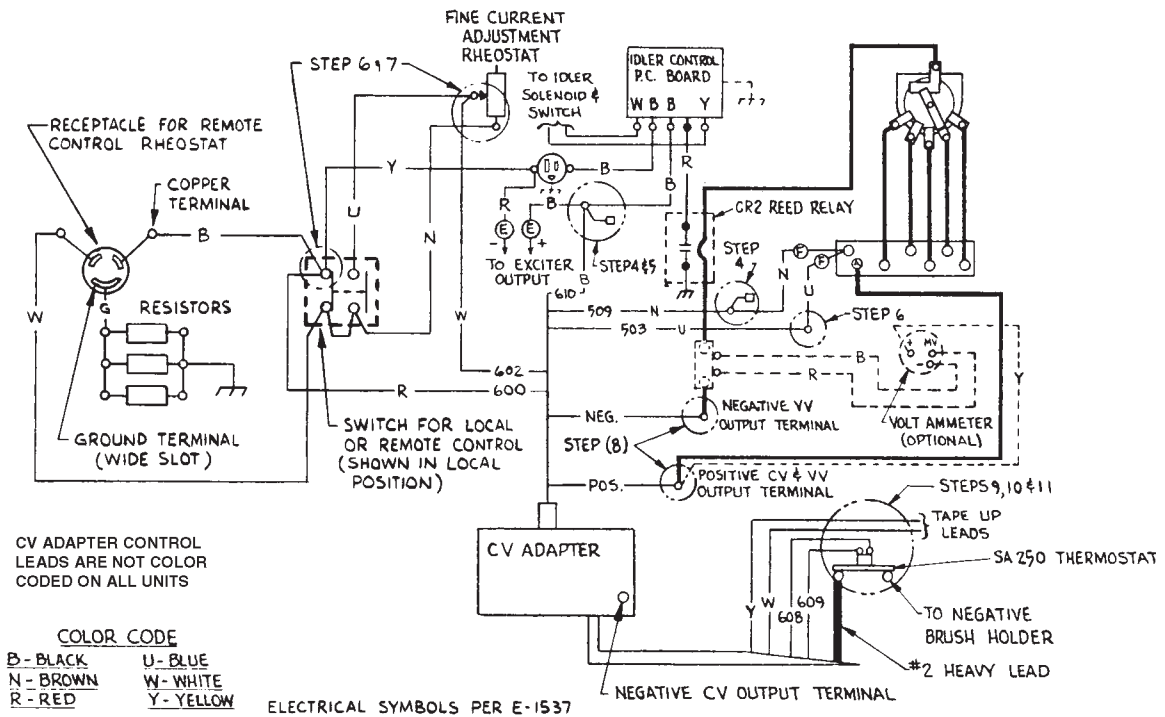 FINE CURRENT
ADJUSTMENT
RHEOSTAT
STEP 6&7
TO IDLER
SOLENOID &
SWITCH
IDLER CONTROL
P.C. BOARD
W B B Y
RECEPTACLE FOR REMOTE
CONTROL RHEOSTAT
COPPER
TERMINAL
B
Y
U
N
W
B
R
B
R
B
E
E
- +
TO EXCITER
OUTPUT
STEP 4&5
B
610
CR2 REED RELAY
STEP
4
N
F
F
A
U
509 N
503 U
STEP 6
W
G
RESISTORS
602
R 600
GROUND TERMINAL
(WIDE SLOT)
SWITCH FOR LOCAL
OR REMOTE CONTROL
(SHOWN IN LOCAL
POSITION)
B
R
+ MV
-
Y
VOLT AMMETER
(OPTIONAL)
NEG.
NEGATIVE VV
OUTPUT TERMINAL
STEP (8)
POS.
POSITIVE CV & VV
OUTPUT TERMINAL
STEPS 9, 10 & 11
TAPE UP
LEADS
SA 250 THERMOSTAT
TO NEGATIVE
BRUSH HOLDER
#2 HEAVY LEAD
Y
W
608
609
CV ADAPTER
NEGATIVE CV OUTPUT TERMINAL
CV ADAPTER CONTROL
LEADS ARE NOT COLOR
CODED ON ALL UNITS
COLOR CODE
B - BLACK U - BLUE
N - BROWN W - WHITE
R - RED Y - YELLOW
ELECTRICAL SYMBOLS PER E-1537